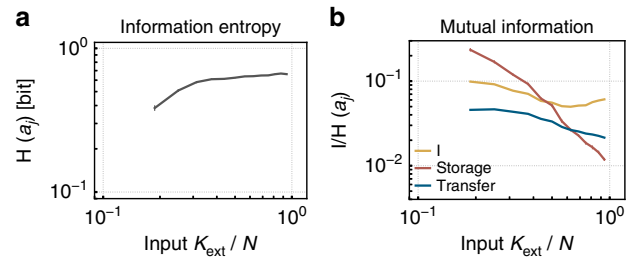 a
Information entropy
H (a_j) [bit]
10^0
10^-1
10^-1
10^0
Input K_ext / N
b
Mutual information
I/H (a_j)
10^-1
10^-2
I
Storage
Transfer
10^-1
10^0
Input K_ext / N